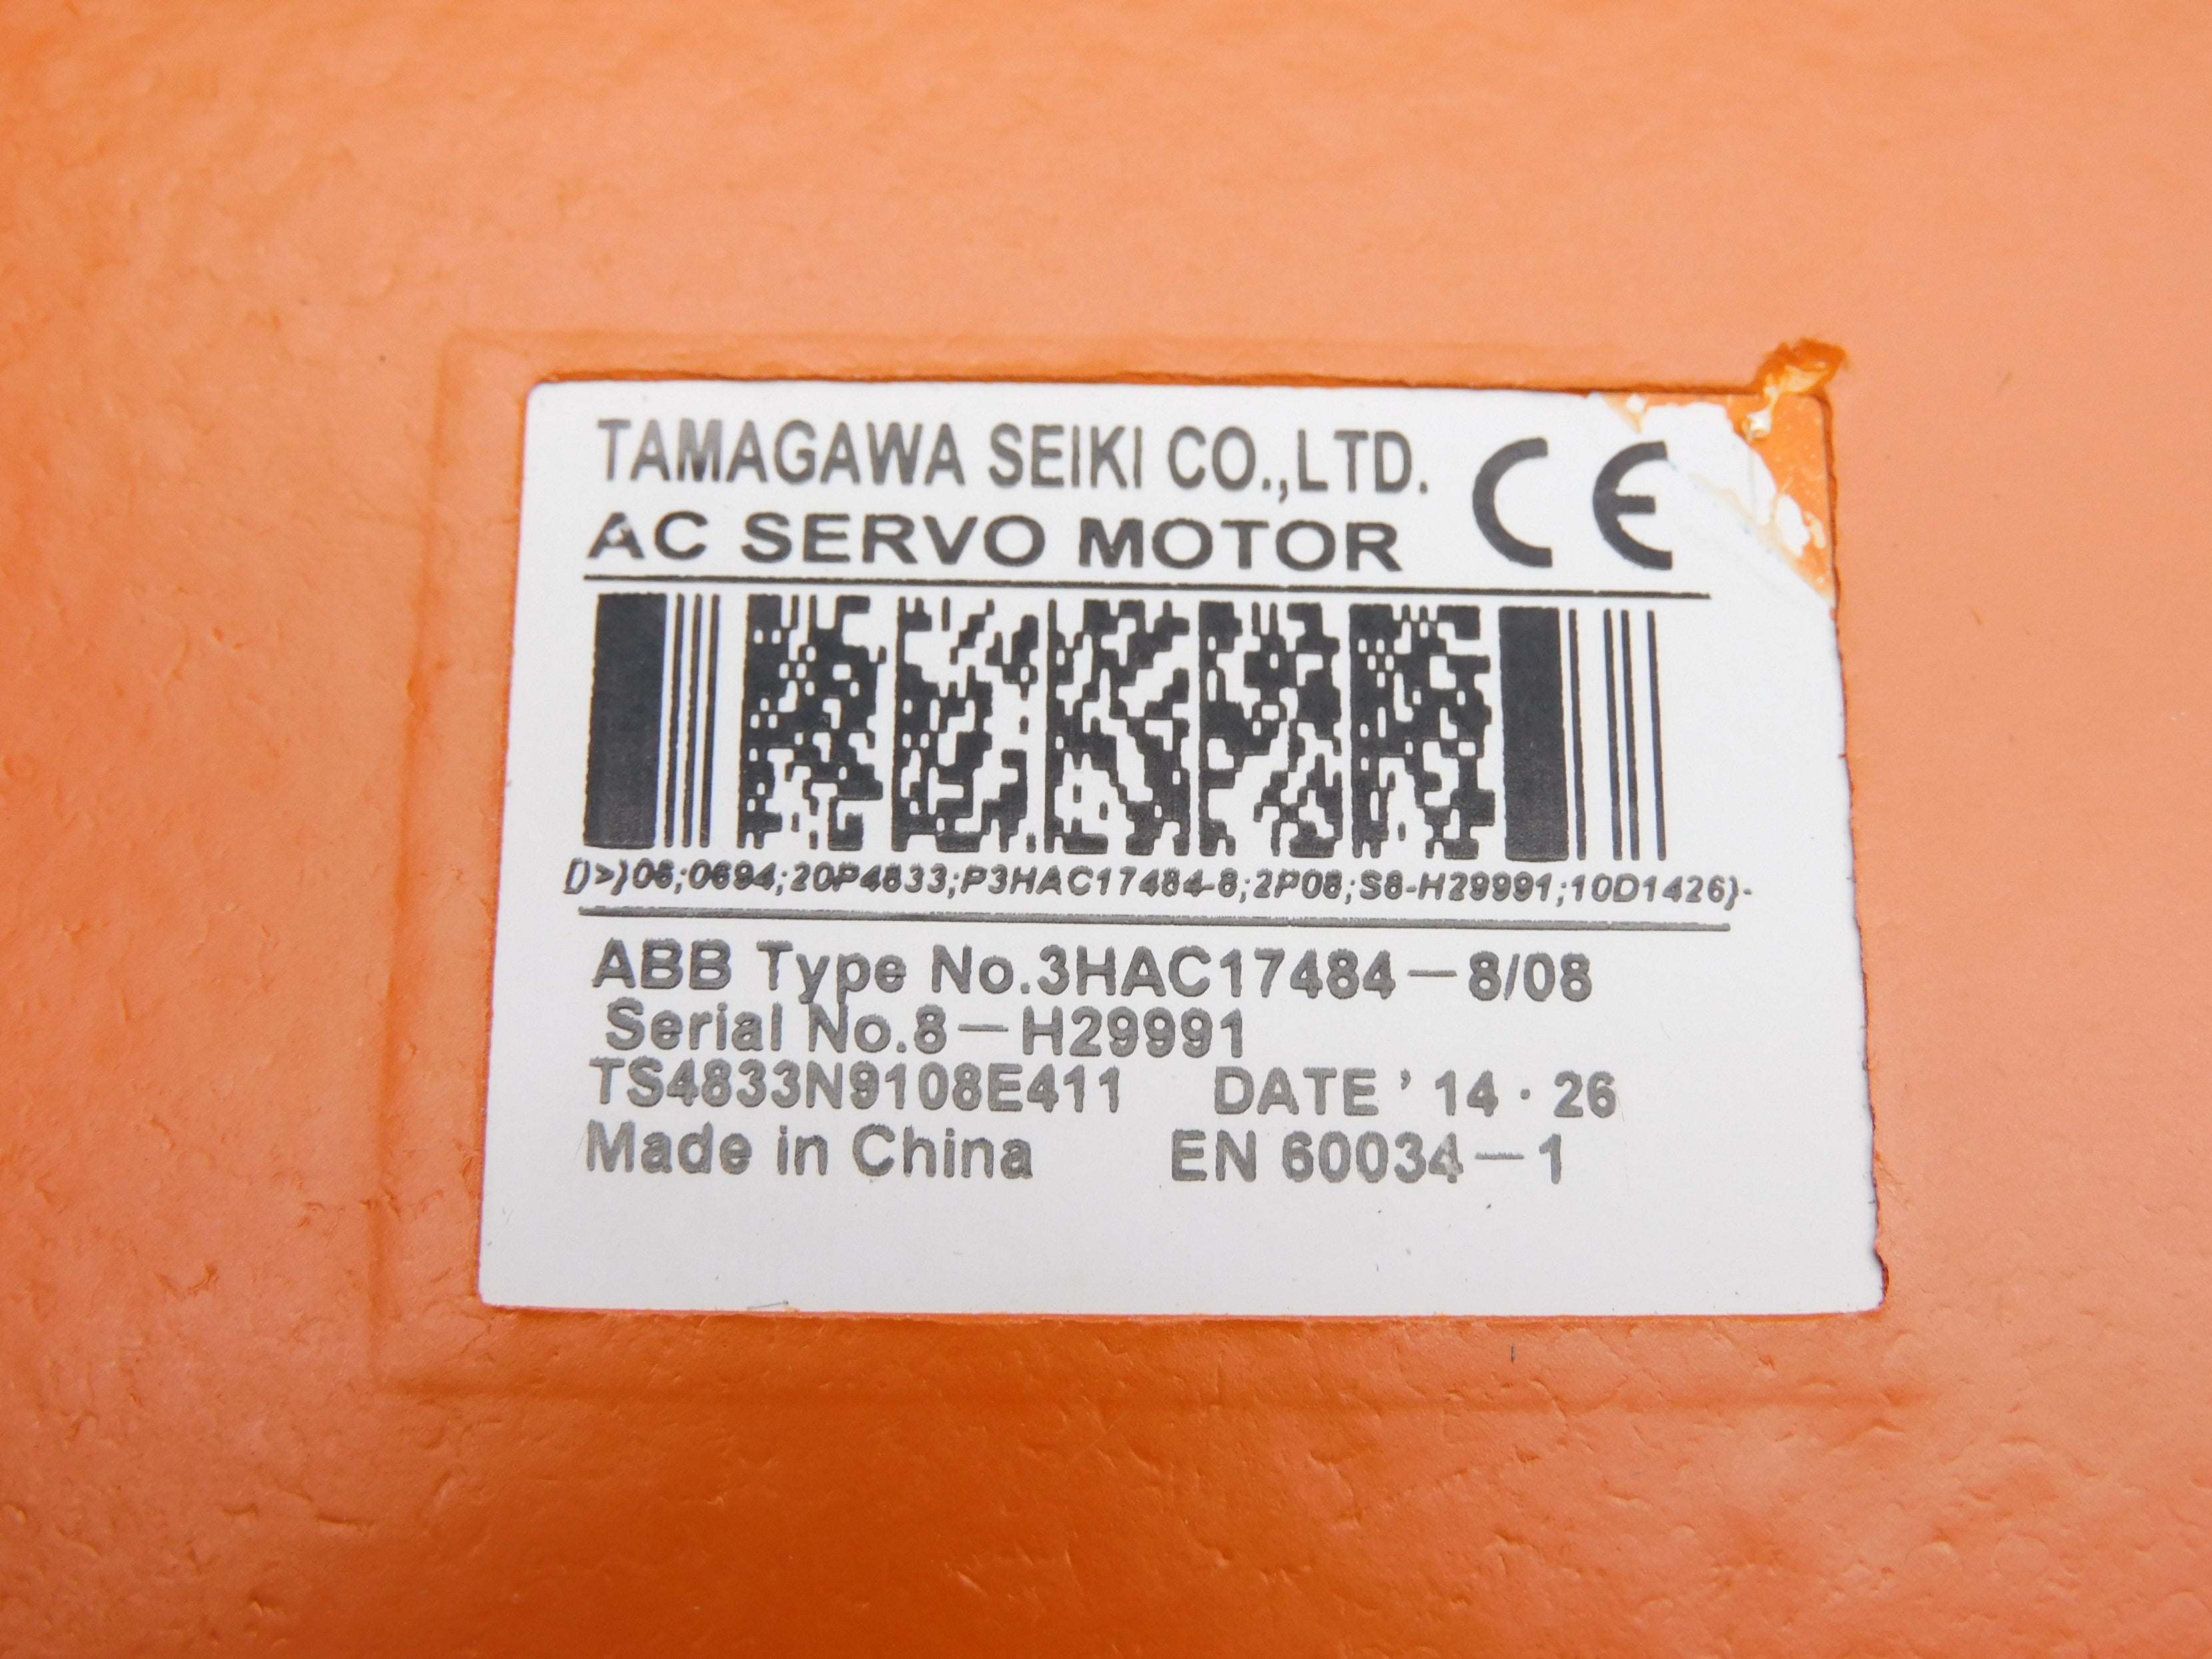 TAMAGAWA SEIKI CO.,LTD. CE
AC SERVO MOTOR
[)>}06;0694;20P4833;P3HAC17484-8;2P08;S8-H29991;10D1426}-
ABB Type No.3HAC17484-8/08
Serial No.8-H29991
TS4833N9108E411 DATE '14・26
Made in China EN 60034-1